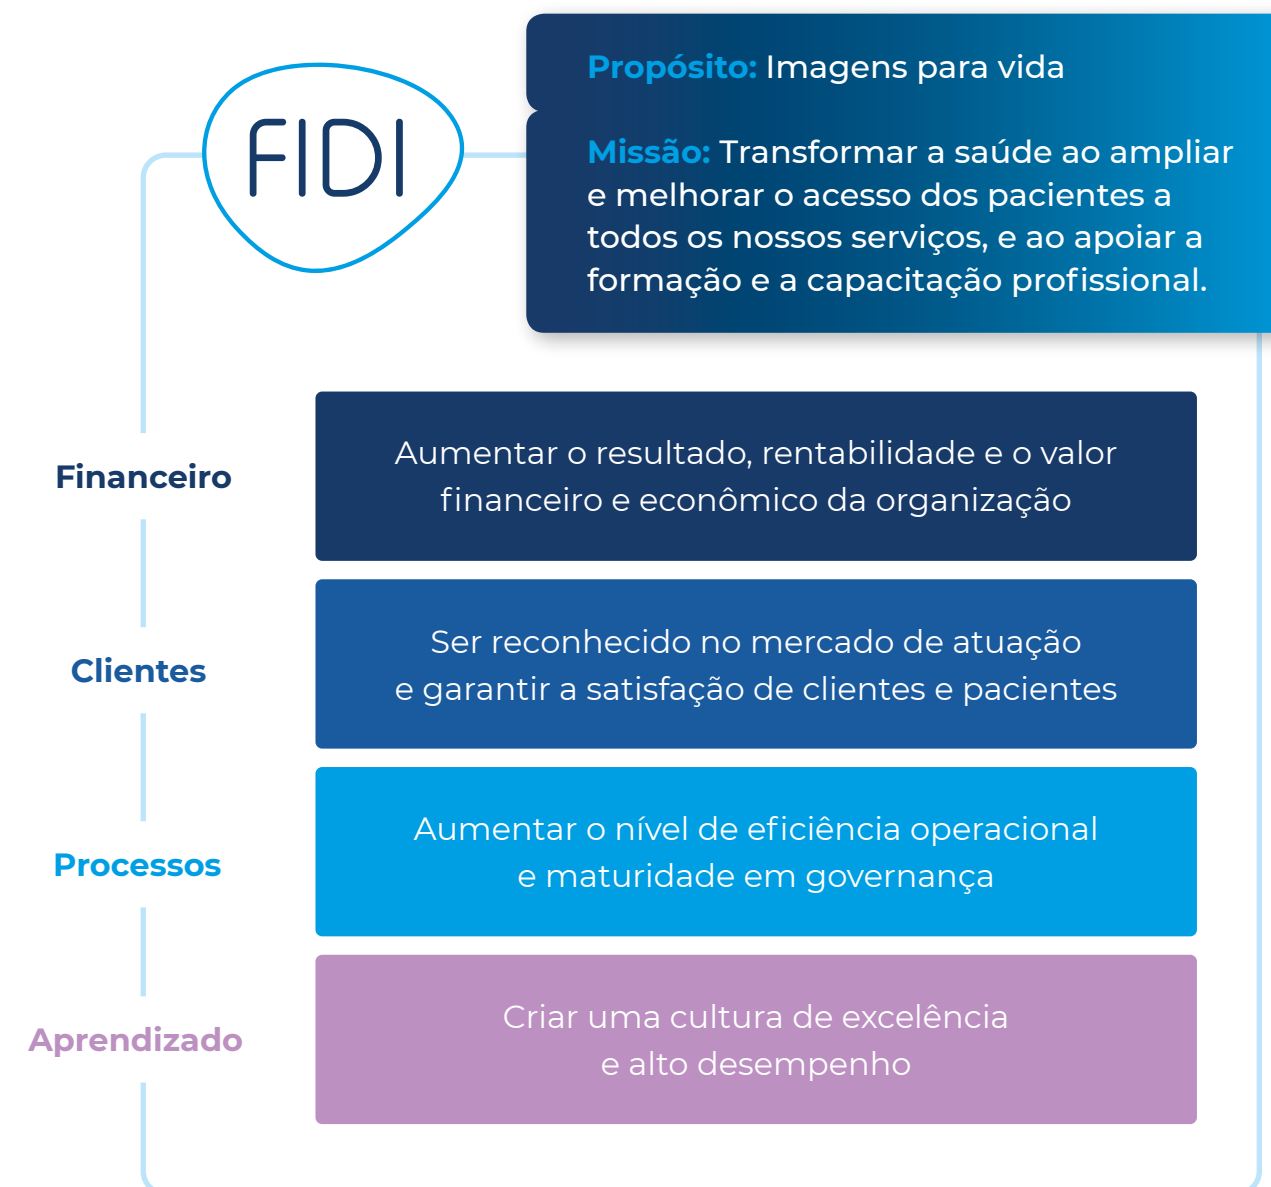 FIDI
Propósito: Imagens para vida
Missão: Transformar a saúde ao ampliar
e melhorar o acesso dos pacientes a
todos os nossos serviços, e ao apoiar a
formação e a capacitação profissional.
Financeiro
Aumentar o resultado, rentabilidade e o valor
financeiro e econômico da organização
Clientes
Ser reconhecido no mercado de atuação
e garantir a satisfação de clientes e pacientes
Processos
Aumentar o nível de eficiência operacional
e maturidade em governança
Aprendizado
Criar uma cultura de excelência
e alto desempenho